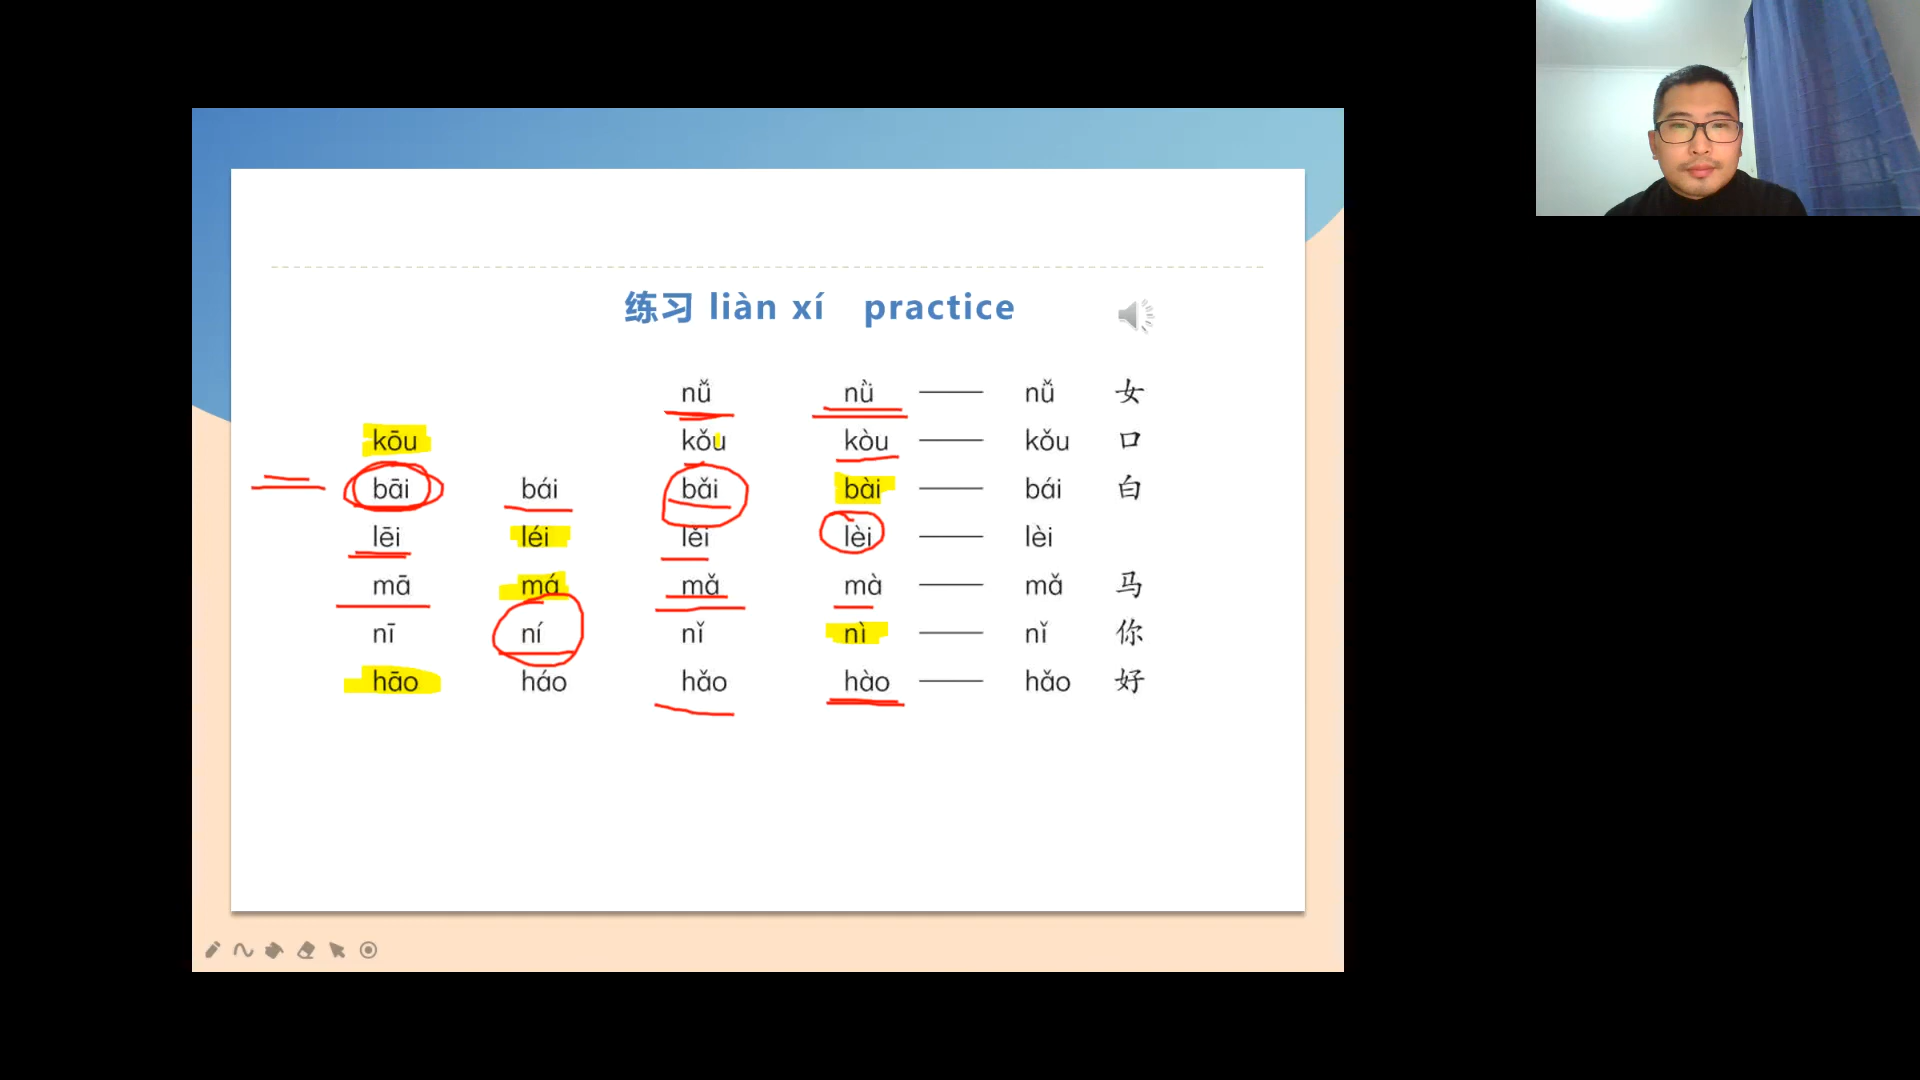 练习 liàn xí practice
nǚ nǜ —— nǚ 女
kōu kǒu kòu —— kǒu 口
bāi bái bǎi bài —— bái 白
lēi léi lěi lèi —— lèi
mā má mǎ mà —— mǎ 马
nī ní nǐ nì —— nǐ 你
hāo háo hǎo hào —— hǎo 好